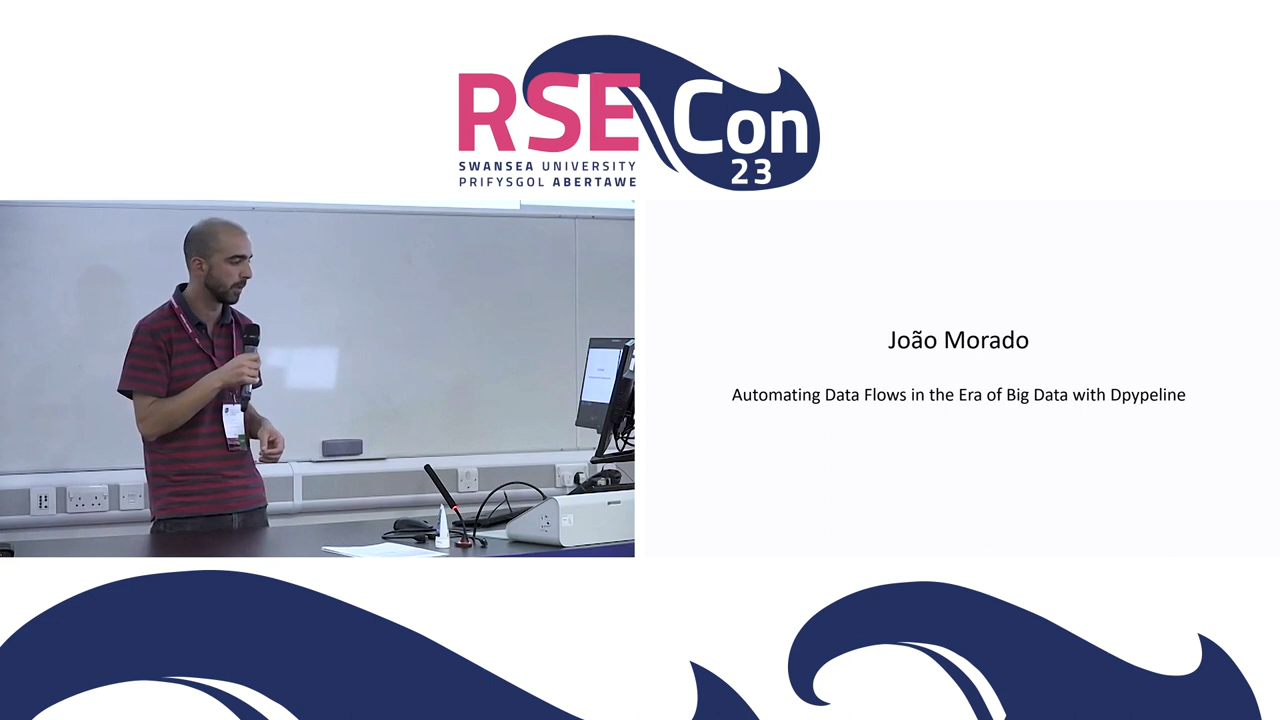 RSE Con
23
SWANSEA UNIVERSITY
PRIFYSGOL ABERTAWE
João Morado
Automating Data Flows in the Era of Big Data with Dpypeline